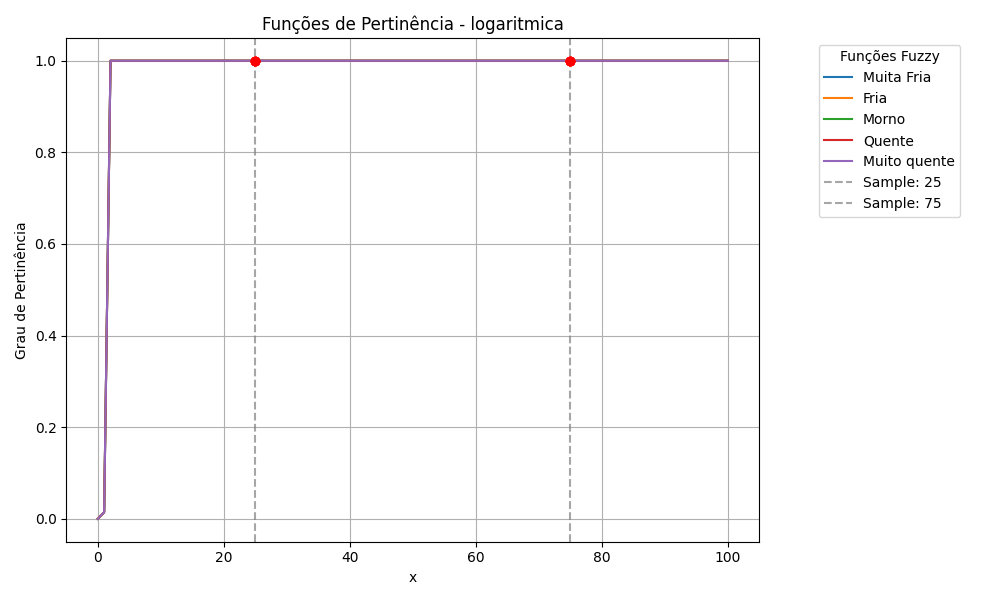 Funções de Pertinência - logaritmica
Grau de Pertinência
1.0
0.8
0.6
0.4
0.2
0.0
0
20
40
60
80
100
x
Funções Fuzzy
Muita Fria
Fria
Morno
Quente
Muito quente
Sample: 25
Sample: 75